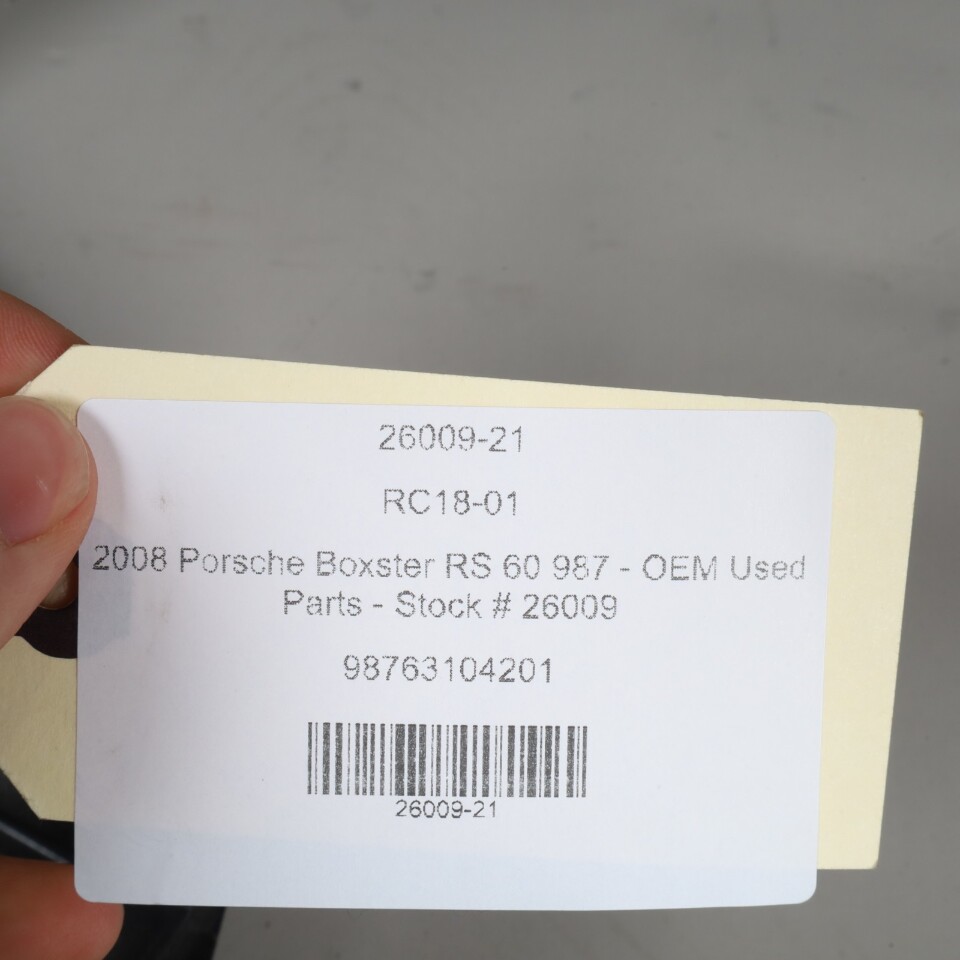 26009-21
RC18-01
2008 Porsche Boxster RS 60 987 - OEM Used
Parts - Stock # 26009
98763104201
26009-21